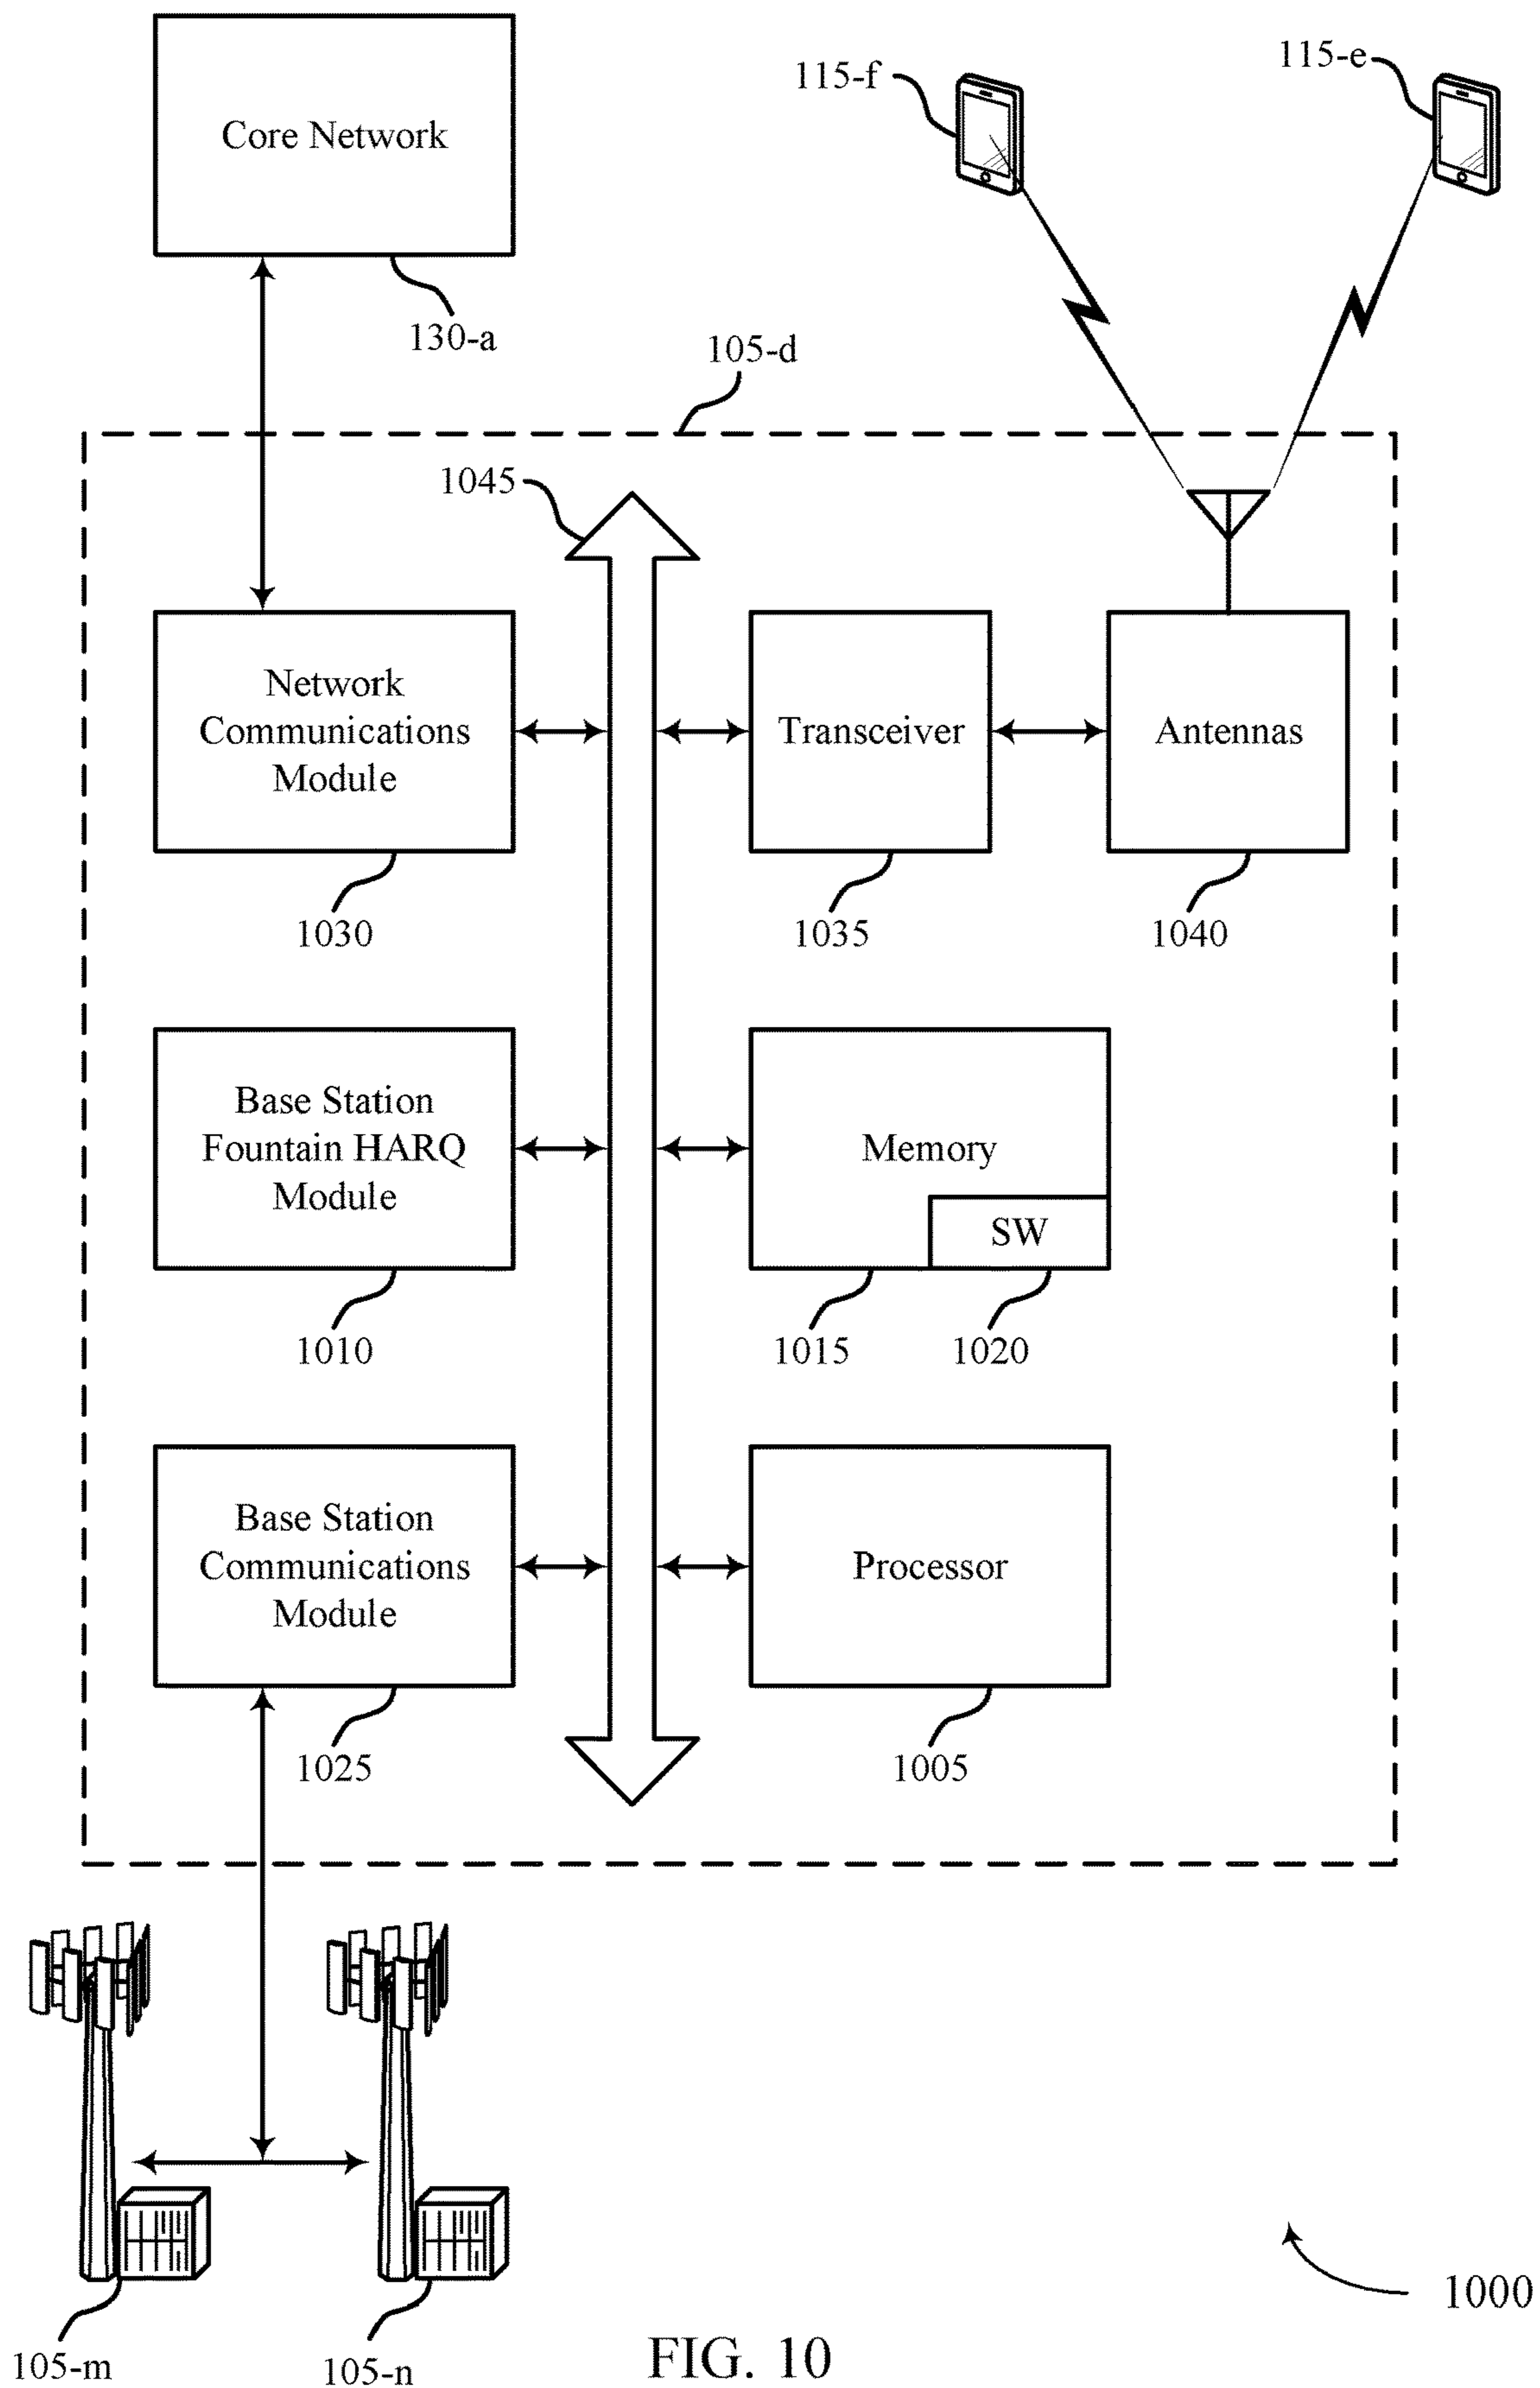 Core Network
130-a
115-f
115-e
105-d
1045
Network
Communications
Module
1030
Transceiver
1035
Antennas
1040
Base Station
Fountain HARQ
Module
1010
Memory
SW
1015
1020
Base Station
Communications
Module
1025
Processor
1005
105-m
105-n
1000
FIG. 10